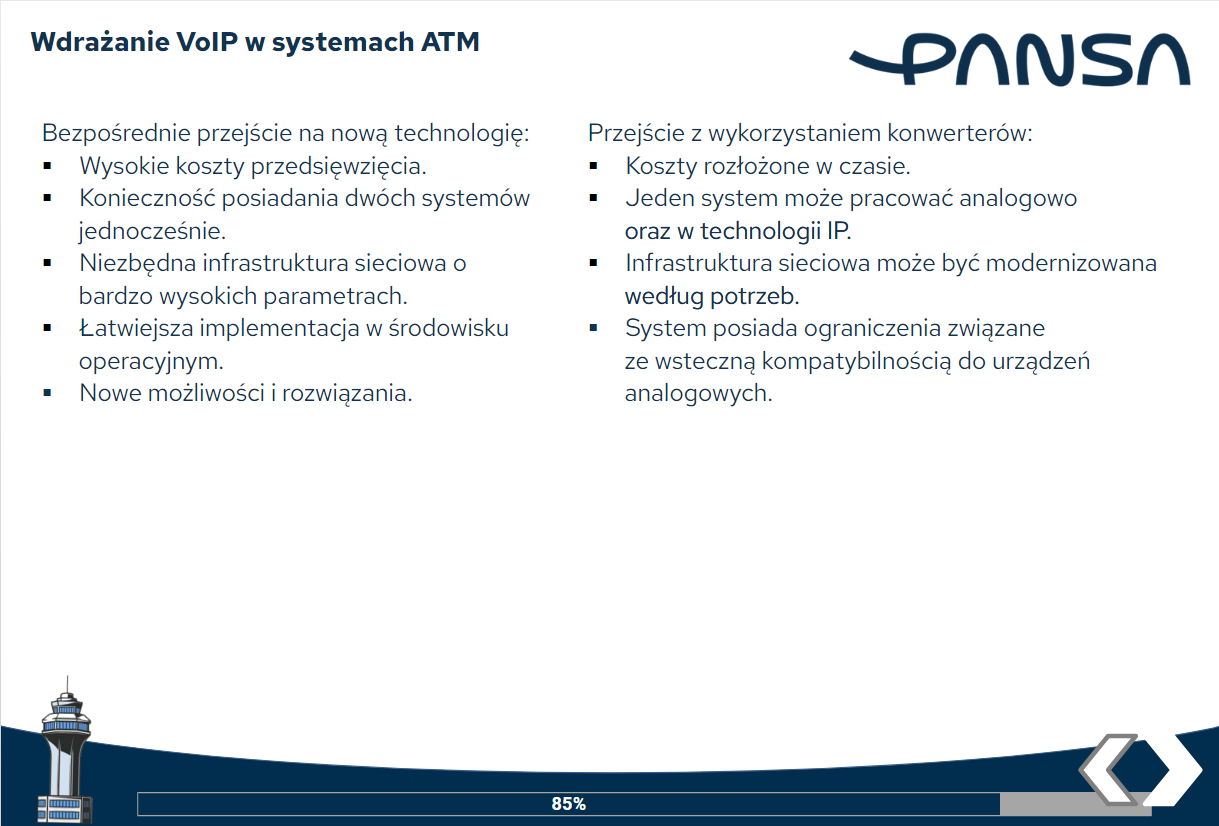 Wdrażanie VoIP w systemach ATM
PANSA
Bezpośrednie przejście na nową technologię:
▪ Wysokie koszty przedsięwzięcia.
▪ Konieczność posiadania dwóch systemów
jednocześnie.
▪ Niezbędna infrastruktura sieciowa o
bardzo wysokich parametrach.
▪ Łatwiejsza implementacja w środowisku
operacyjnym.
▪ Nowe możliwości i rozwiązania.
Przejście z wykorzystaniem konwerterów:
▪ Koszty rozłożone w czasie.
▪ Jeden system może pracować analogowo
oraz w technologii IP.
▪ Infrastruktura sieciowa może być modernizowana
według potrzeb.
▪ System posiada ograniczenia związane
ze wsteczną kompatybilnością do urządzeń
analogowych.
85%